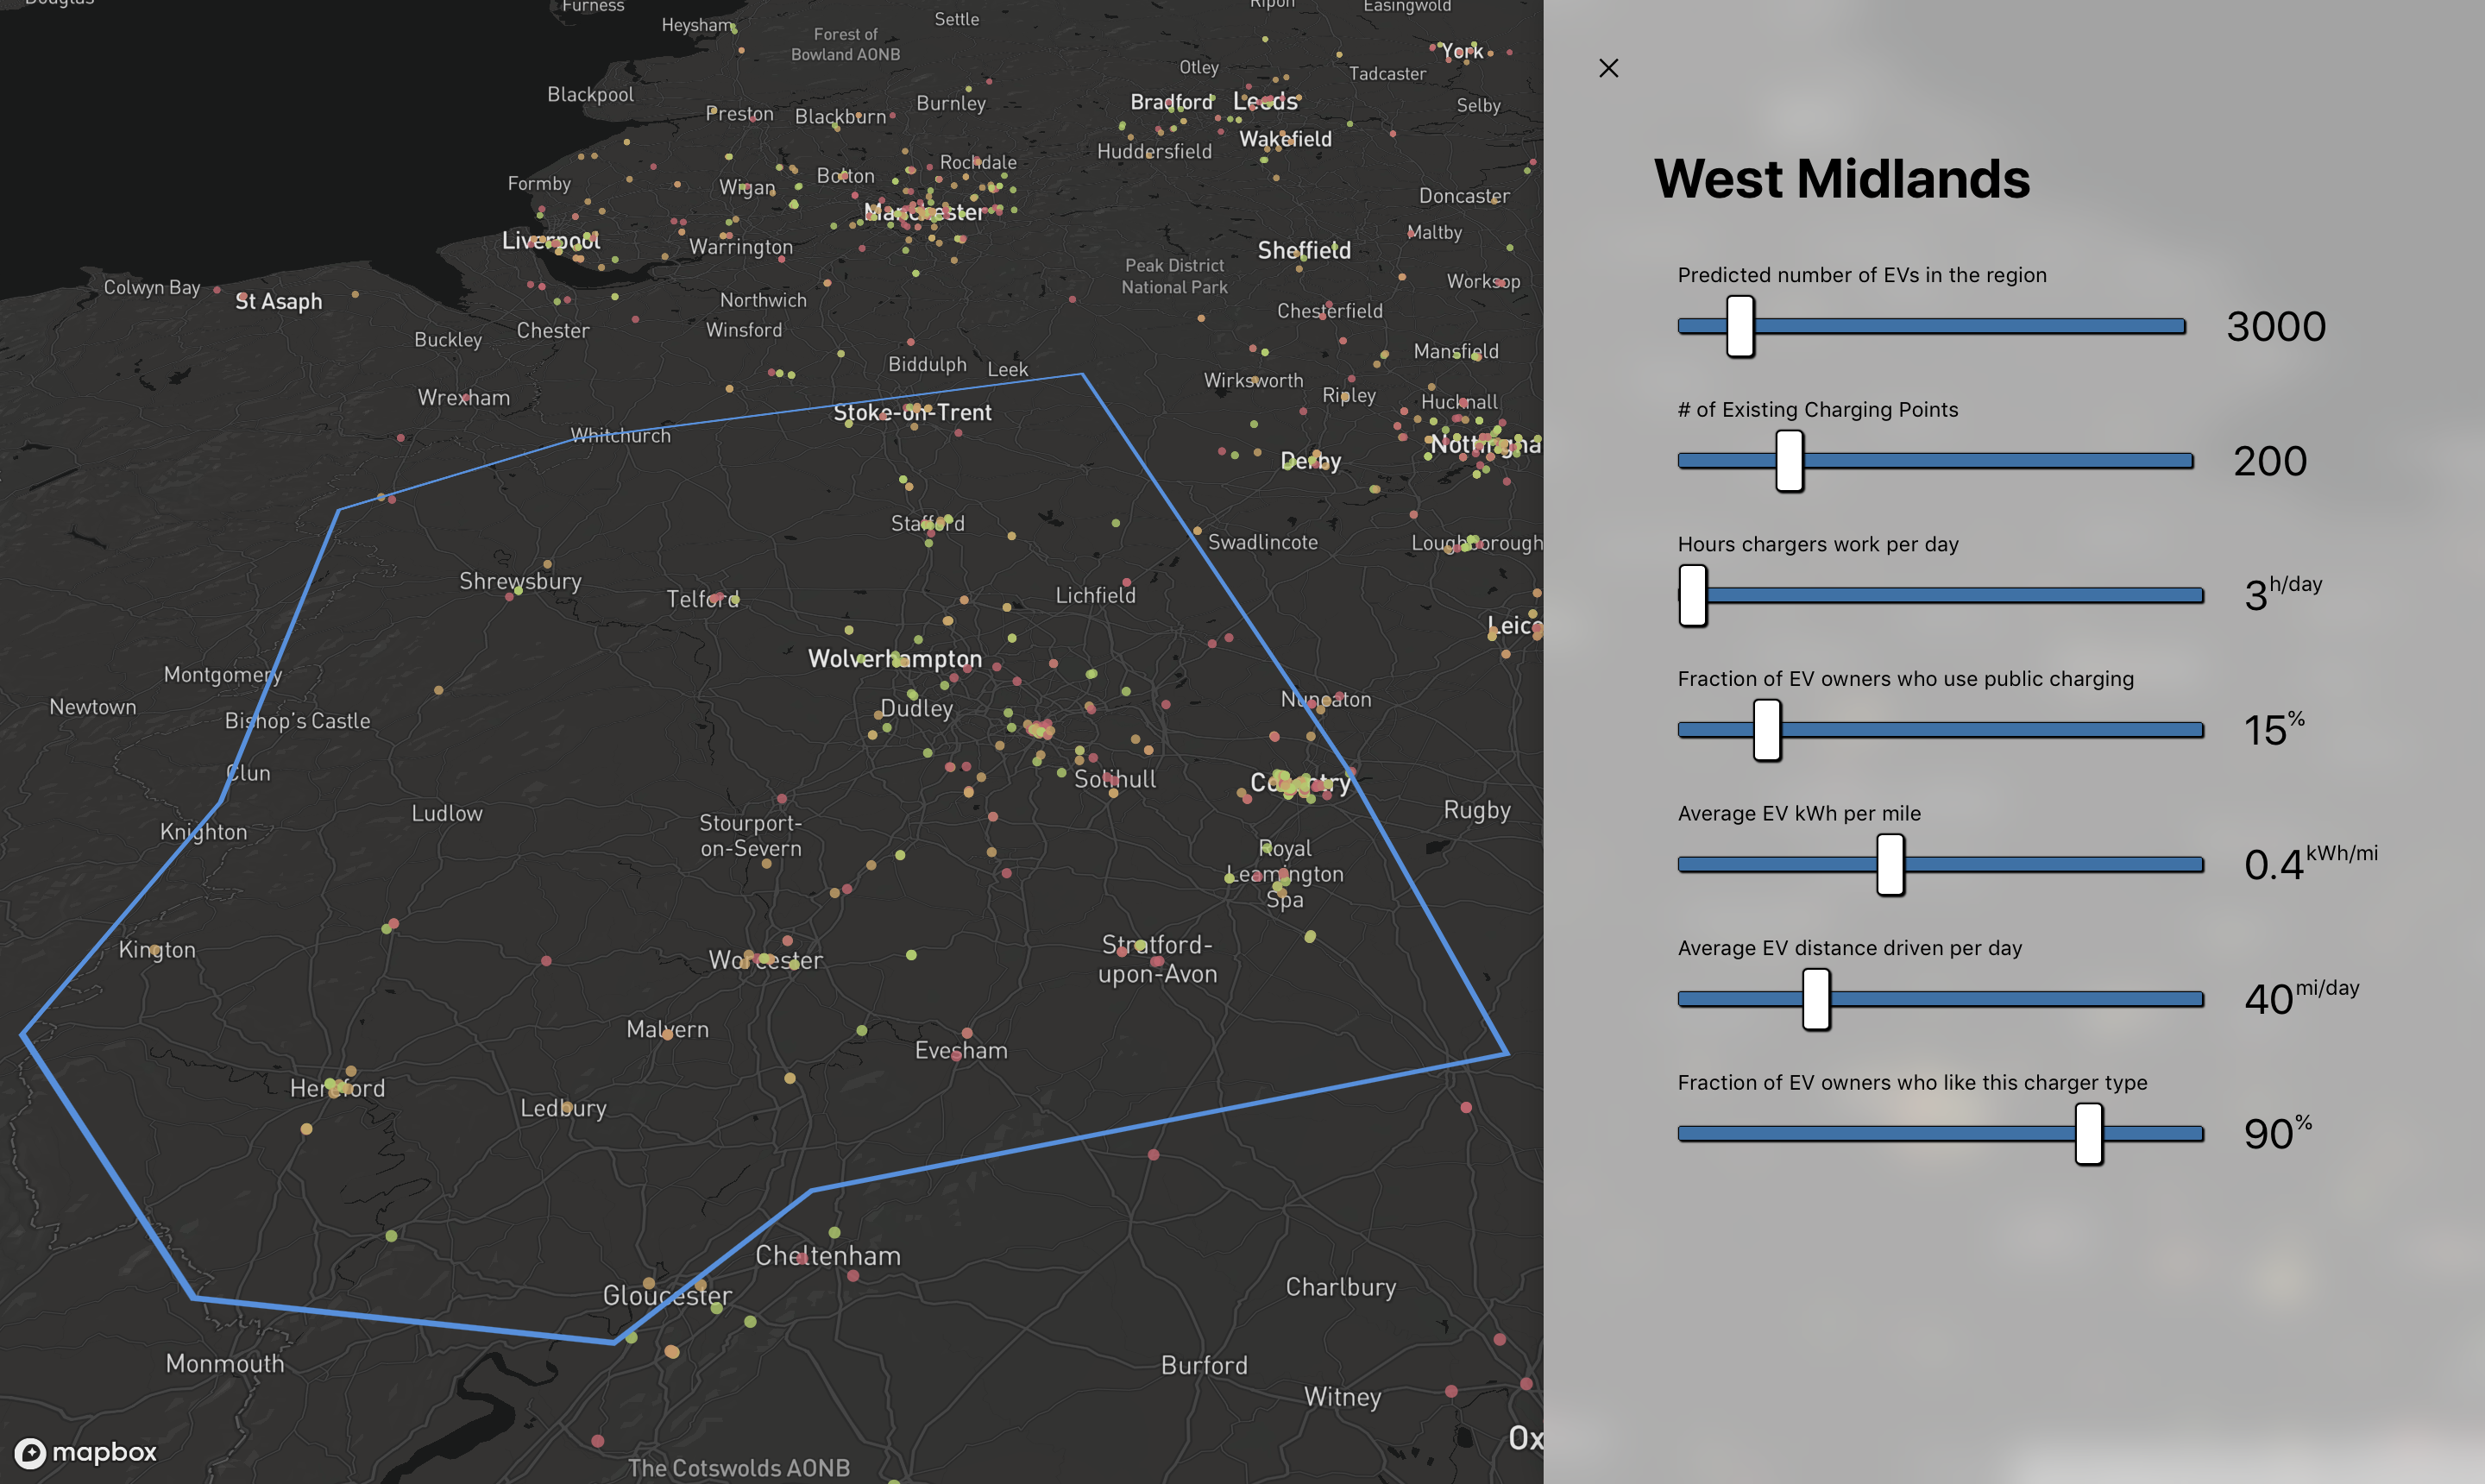 Douglas
Furness
Heysham
Settle
Forest of
Bowland AONB
Ripon
Easingwold
York
Otley
Tadcaster
Blackpool
Preston
Blackburn
Burnley
Bradford
Leeds
Selby
Wakefield
Huddersfield
Formby
Wigan
Bolton
Rochdale
Manchester
Doncaster
Liverpool
Warrington
Sheffield
Maltby
Peak District
National Park
Worksop
Colwyn Bay
St Asaph
Northwich
Chesterfield
Buckley
Chester
Winsford
Biddulph
Leek
Mansfield
Wrexham
Wirksworth
Ripley
Hucknall
Stoke-on-Trent
Whitchurch
Nottingha
Derby
Stafford
Swadlincote
Loughborough
Shrewsbury
Telford
Lichfield
Leice
Wolverhampton
Montgomery
Newtown
Bishop's Castle
Dudley
Nuneaton
Clun
Solihull
Coventry
Knighton
Ludlow
Stourport-
on-Severn
Rugby
Royal
Leamington
Spa
Kington
Worcester
Stratford-
upon-Avon
Malvern
Evesham
Hereford
Ledbury
Cheltenham
Gloucester
Charlbury
Monmouth
Burford
Witney
Ox
The Cotswolds AONB
mapbox
West Midlands
Predicted number of EVs in the region
3000
# of Existing Charging Points
200
Hours chargers work per day
3 h/day
Fraction of EV owners who use public charging
15 %
Average EV kWh per mile
0.4 kWh/mi
Average EV distance driven per day
40 mi/day
Fraction of EV owners who like this charger type
90 %